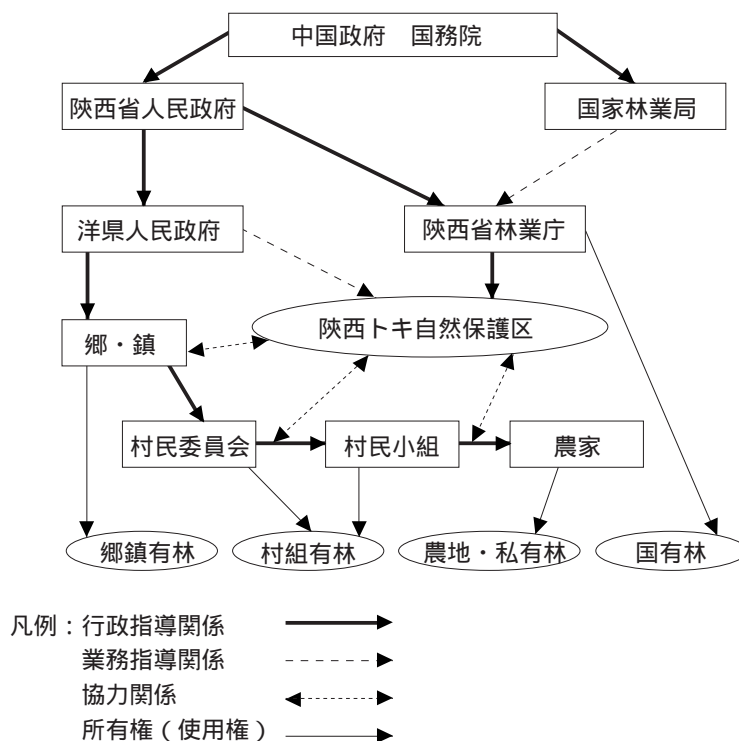 中国政府　国務院
陝西省人民政府
国家林業局
洋県人民政府
陝西省林業庁
陝西トキ自然保護区
郷・鎮
村民委員会
村民小組
農家
郷鎮有林
村組有林
農地・私有林
国有林
凡例：行政指導関係
業務指導関係
協力関係
所有権（使用権）